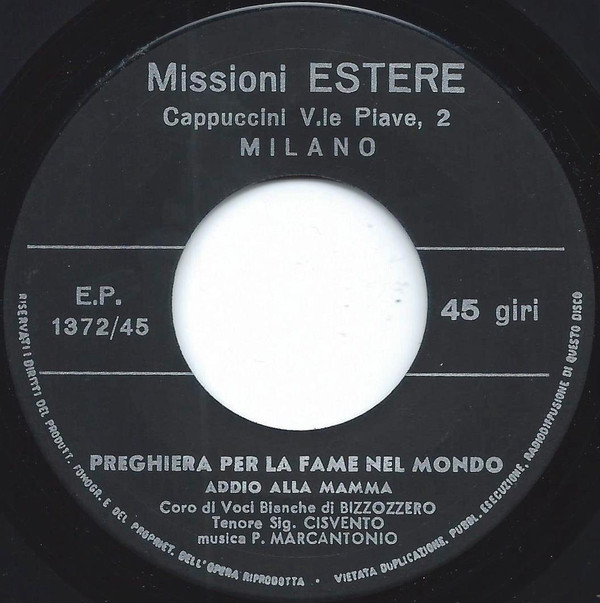 Missioni ESTERE
Cappuccini V.le Piave, 2
MILANO
E.P.
1372/45
45 giri
PREGHIERA PER LA FAME NEL MONDO
ADDIO ALLA MAMMA
Coro di Voci Bianche di BIZZOZZERO
Tenore Sig. CISVENTO
musica P. MARCANTONIO
RISERVATI I DIRITTI DEL PRODUTT. FONOGR. E DEL PROPRIET. DELL'OPERA RIPRODOTTA • VIETATA DUPLICAZIONE, PUBBL. ESECUZIONE, RADIODIFFUSIONE DI QUESTO DISCO